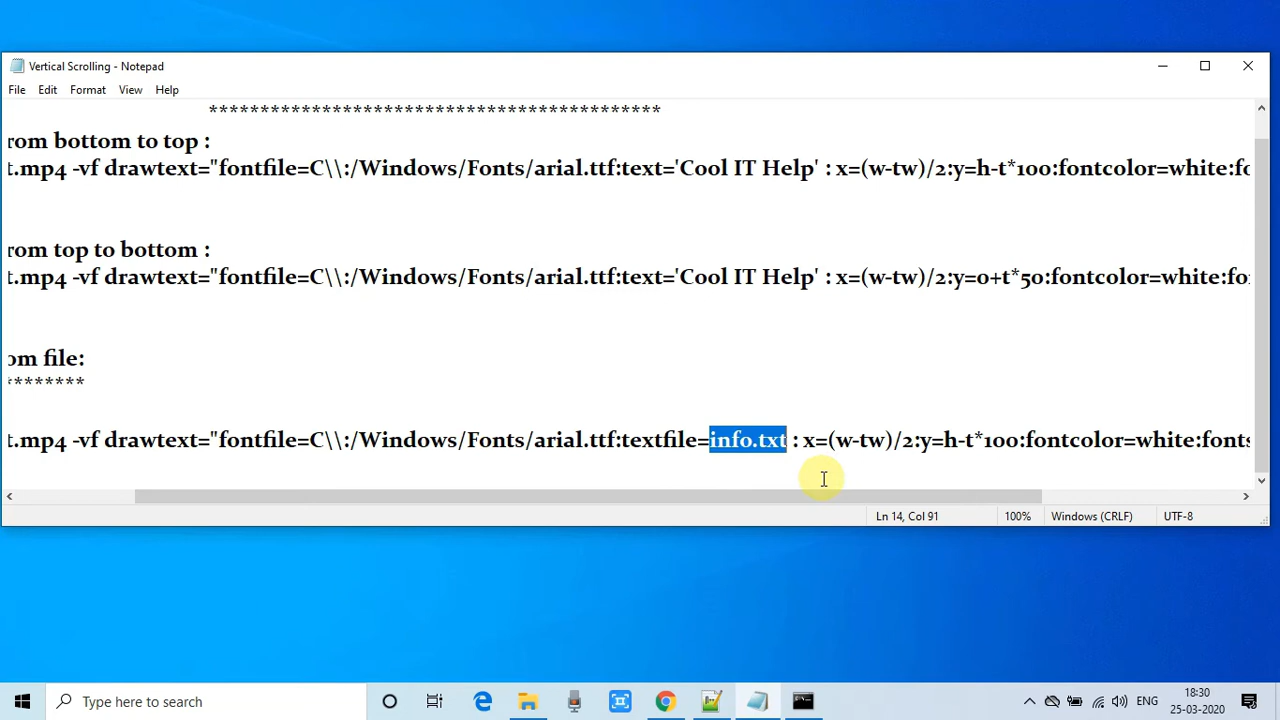 Vertical Scrolling - Notepad
File Edit Format View Help
********************************************
rom bottom to top :
t.mp4 -vf drawtext="fontfile=C\\:/Windows/Fonts/arial.ttf:text='Cool IT Help' : x=(w-tw)/2:y=h-t*100:fontcolor=white:fo
rom top to bottom :
t.mp4 -vf drawtext="fontfile=C\\:/Windows/Fonts/arial.ttf:text='Cool IT Help' : x=(w-tw)/2:y=0+t*50:fontcolor=white:fon
om file:
********
t.mp4 -vf drawtext="fontfile=C\\:/Windows/Fonts/arial.ttf:textfile=info.txt : x=(w-tw)/2:y=h-t*100:fontcolor=white:fonts
Ln 14, Col 91 100% Windows (CRLF) UTF-8
Type here to search
ENG
18:30
25-03-2020